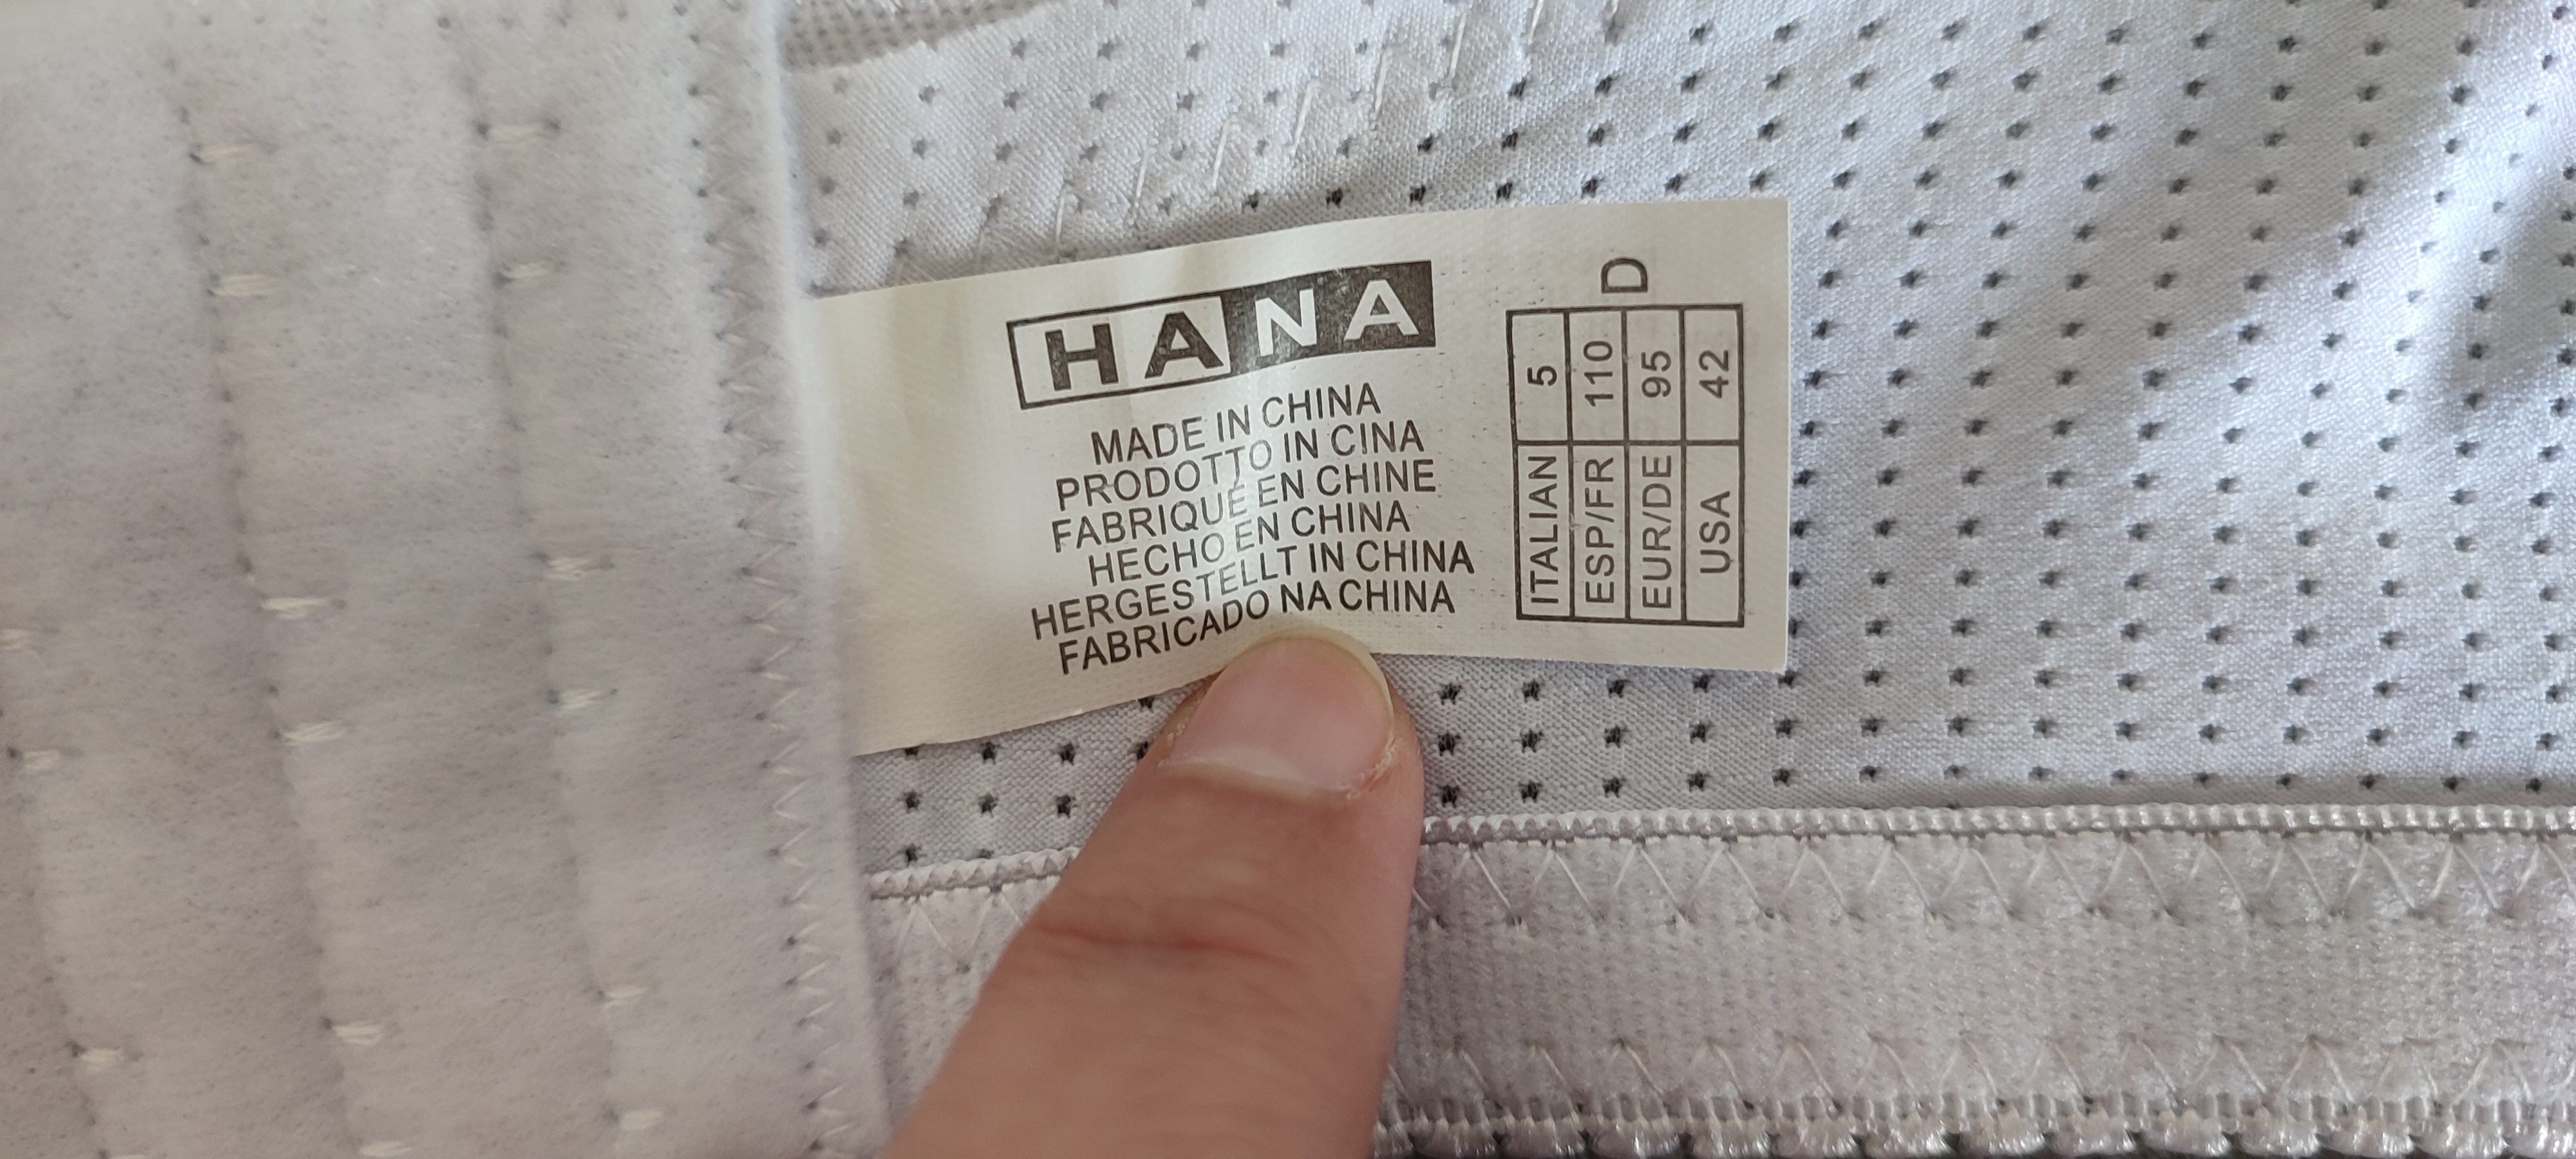 HANA
MADE IN CHINA
PRODOTTO IN CINA
FABRIQUÉ EN CHINE
HECHO EN CHINA
HERGESTELLT IN CHINA
FABRICADO NA CHINA
ITALIAN 5
ESP/FR 110
EUR/DE 95
USA 42
D